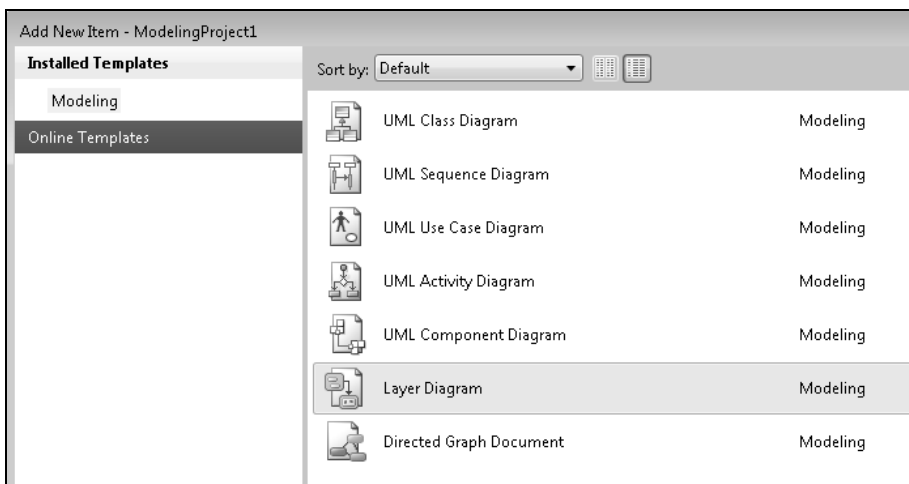 Add New Item - ModelingProject1
Installed Templates
Modeling
Online Templates
Sort by: Default
UML Class Diagram Modeling
UML Sequence Diagram Modeling
UML Use Case Diagram Modeling
UML Activity Diagram Modeling
UML Component Diagram Modeling
Layer Diagram Modeling
Directed Graph Document Modeling